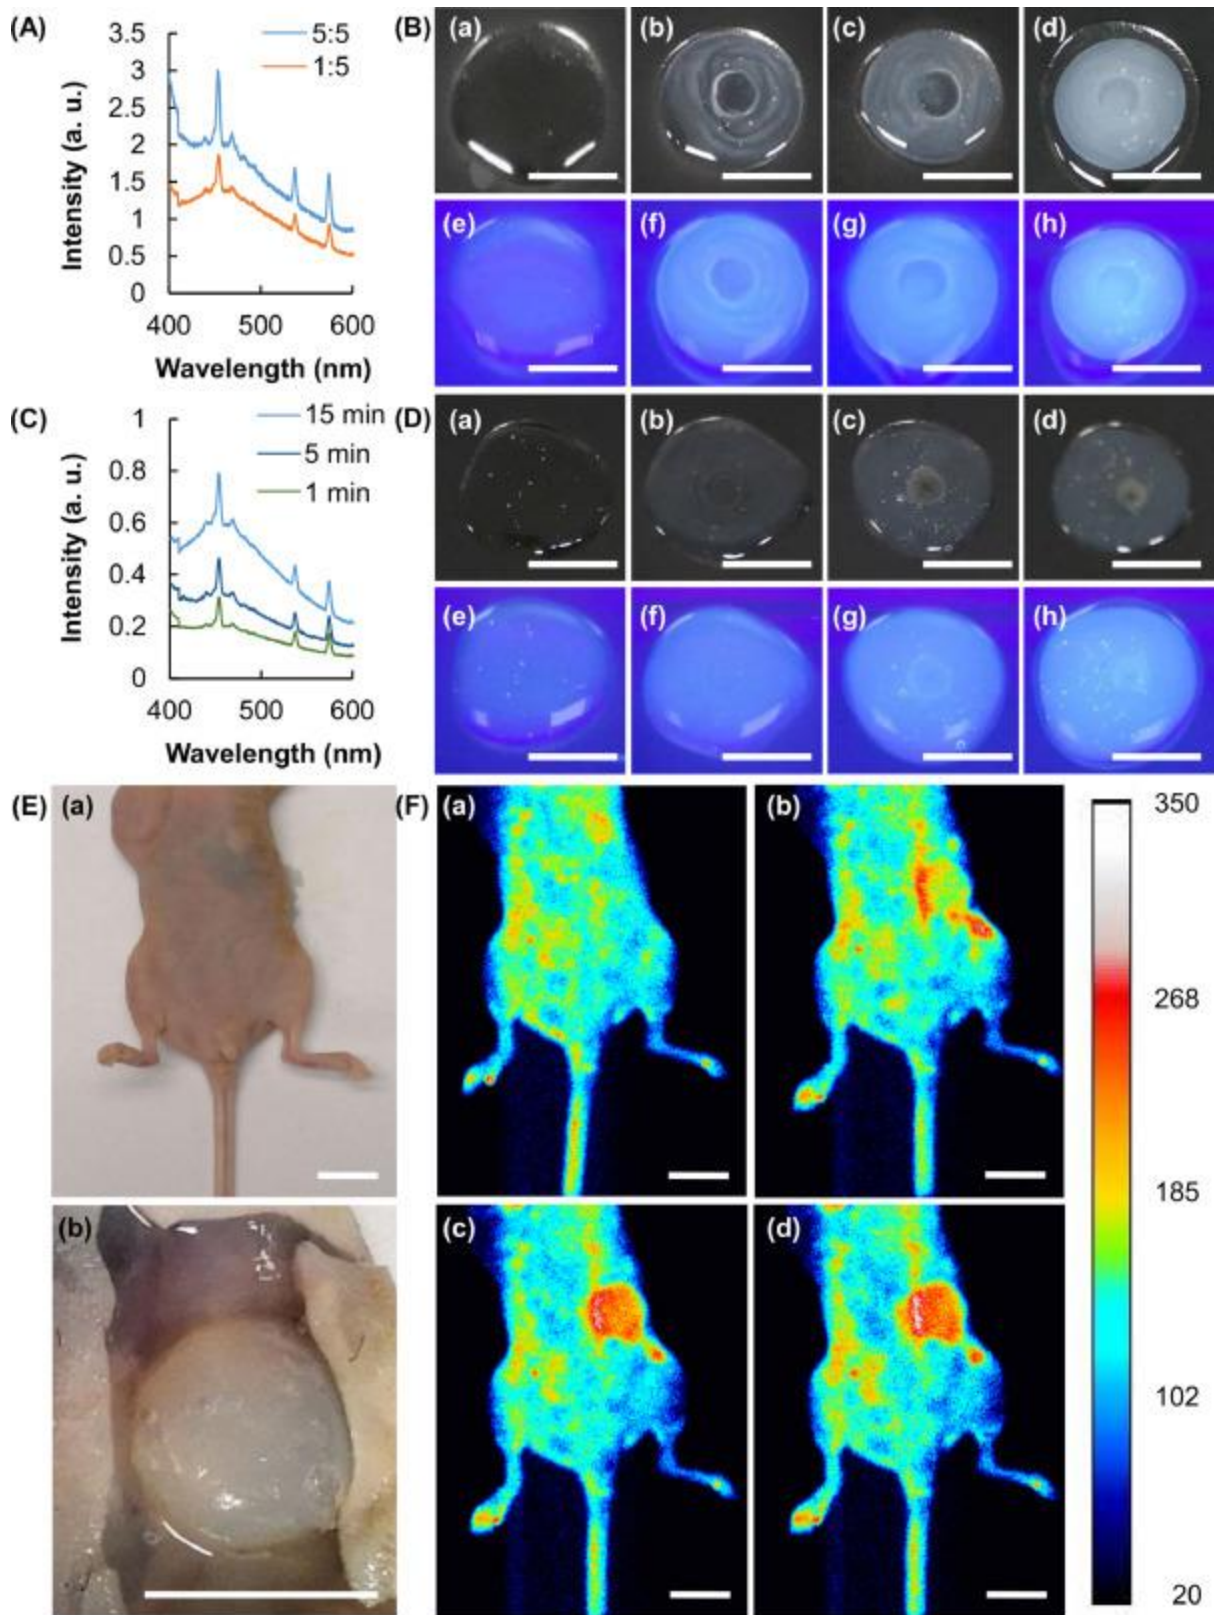 (A)
3.5
3
2.5
2
1.5
1
0.5
0
Intensity (a. u.)
5:5
1:5
400 500 600
Wavelength (nm)
(B) (a) (b) (c) (d)
(e) (f) (g) (h)
(C)
1
0.8
0.6
0.4
0.2
0
Intensity (a. u.)
15 min
5 min
1 min
400 500 600
Wavelength (nm)
(D) (a) (b) (c) (d)
(e) (f) (g) (h)
(E) (a)
(b)
(F) (a) (b)
(c) (d)
350
268
185
102
20